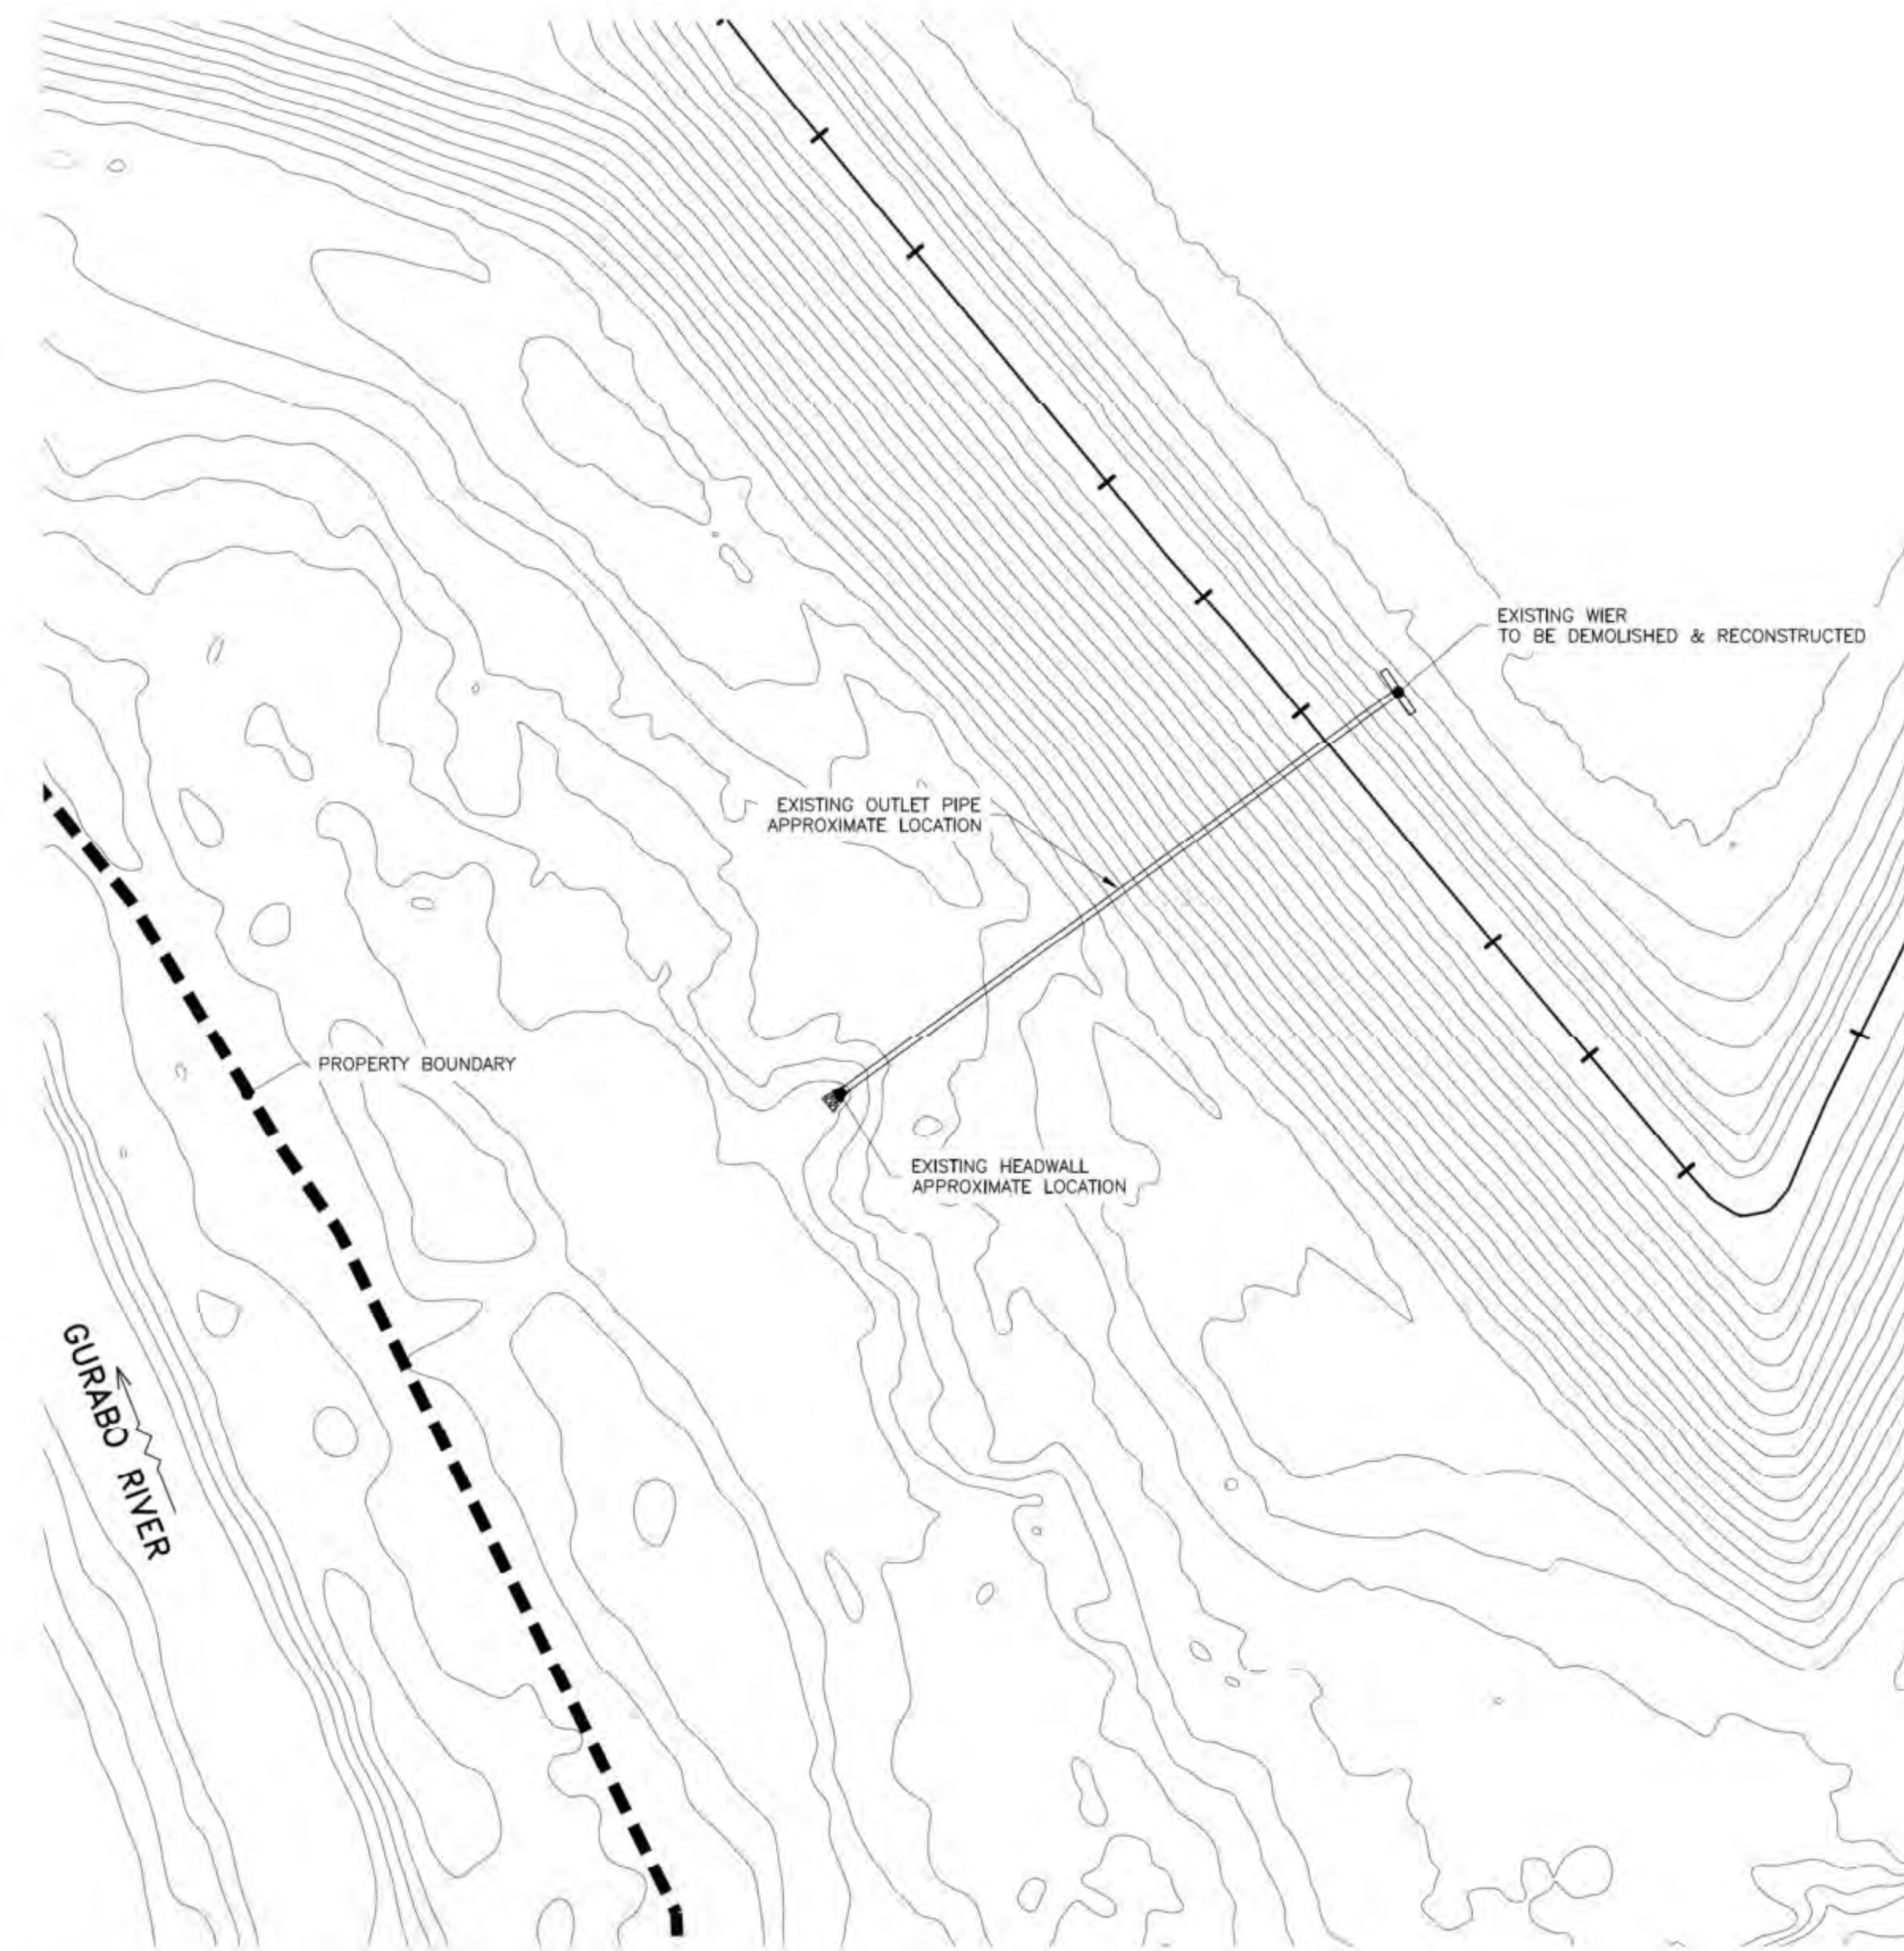 EXISTING WIER
TO BE DEMOLISHED & RECONSTRUCTED
EXISTING OUTLET PIPE
APPROXIMATE LOCATION
PROPERTY BOUNDARY
EXISTING HEADWALL
APPROXIMATE LOCATION
GURABO RIVER